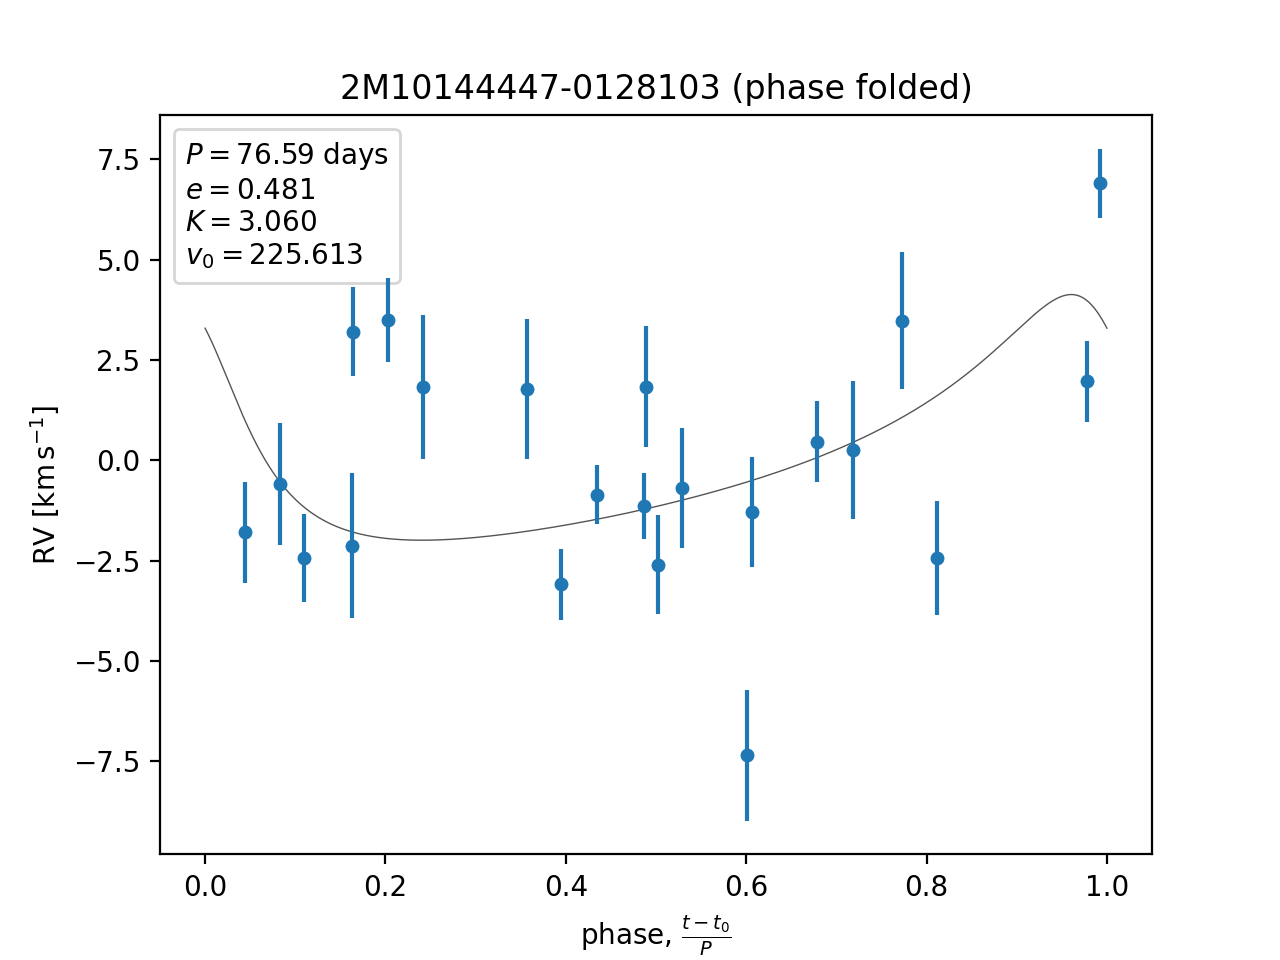 2M10144447-0128103 (phase folded)
P = 76.59 days
e = 0.481
K = 3.060
v₀ = 225.613
RV [km s⁻¹]
7.5
5.0
2.5
0.0
−2.5
−5.0
−7.5
0.0 0.2 0.4 0.6 0.8 1.0
phase, (t − t₀)/P